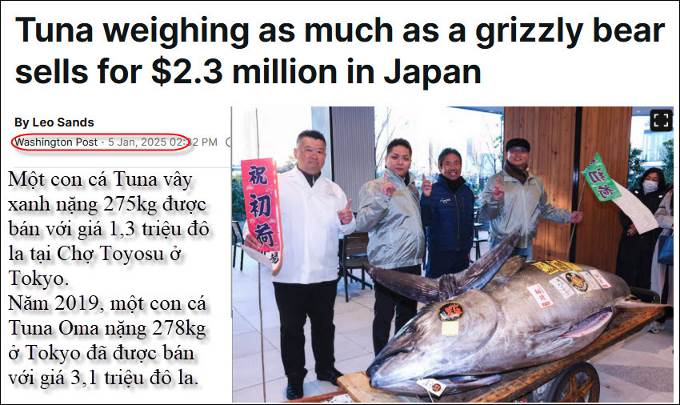 Tuna weighing as much as a grizzly bear
sells for $2.3 million in Japan
By Leo Sands
Washington Post · 5 Jan, 2025 02:42 PM
Một con cá Tuna vây
xanh nặng 275kg được
bán với giá 1,3 triệu đô
la tại Chợ Toyosu ở
Tokyo.
Năm 2019, một con cá
Tuna Oma nặng 278kg
ở Tokyo đã được bán
với giá 3,1 triệu đô la.
祝
初
荷